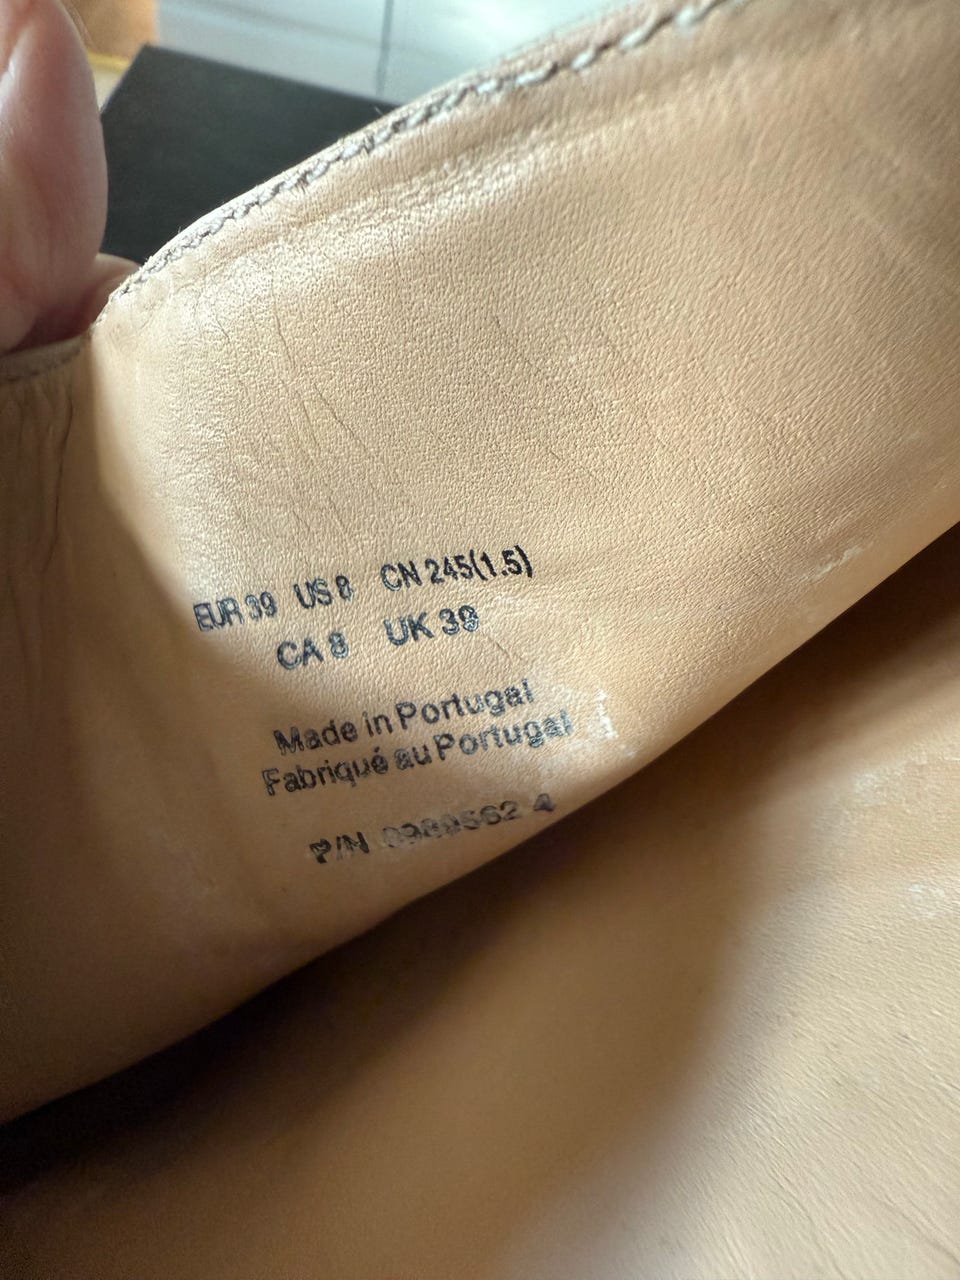 EUR 39 US 8 CN 245(1.5)
CA 8 UK 39
Made in Portugal
Fabriqué au Portugal
P/N